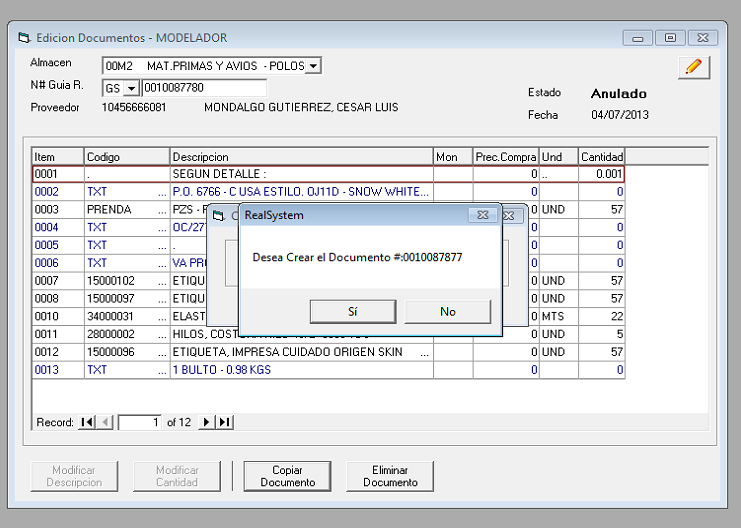 Edicion Documentos - MODELADOR
Almacen 00M2 MAT.PRIMAS Y AVIOS - POLOS
N# Guia R. GS 0010087780
Estado Anulado
Proveedor 10456666081 MONDALGO GUTIERREZ, CESAR LUIS
Fecha 04/07/2013
Item Codigo Descripcion Mon Prec.Compra Und Cantidad
0001 . SEGUN DETALLE : 0 .. 0.001
0002 TXT ... P.O. 6766 - C USA ESTILO. OJ11D - SNOW WHITE... 0 0
0003 PRENDA ... PZS - 0 UND 57
0004 TXT ... OC/27 0 0
0005 TXT ... . 0 0
0006 TXT ... VA PR 0 0
0007 15000102 ... ETIQU 0 UND 57
0008 15000097 ... ETIQU 0 UND 57
0010 34000031 ... ELAST 0 MTS 22
0011 28000002 ... HILOS, COST 0 UND 5
0012 15000096 ... ETIQUETA, IMPRESA CUIDADO ORIGEN SKIN ... 0 UND 57
0013 TXT ... 1 BULTO - 0.98 KGS 0 0
RealSystem
Desea Crear el Documento #:0010087877
Sí No
Record: 1 of 12
Modificar Descripcion
Modificar Cantidad
Copiar Documento
Eliminar Documento